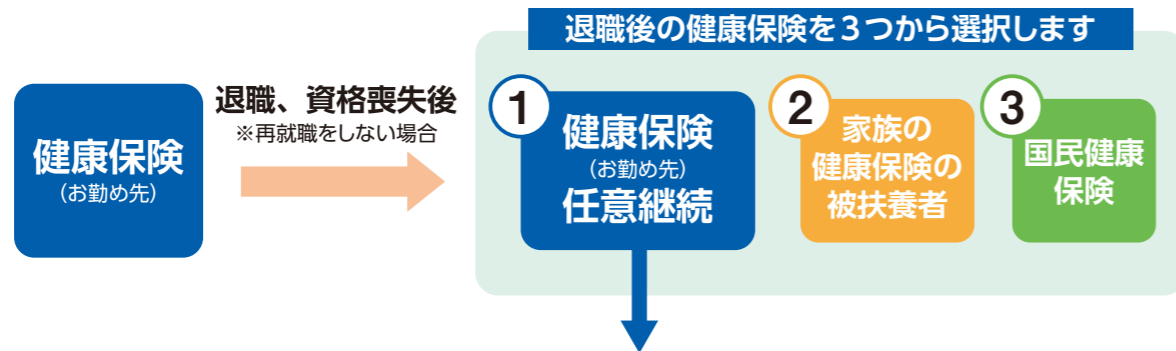 退職後の健康保険を3つから選択します
健康保険
(お勤め先)
退職、資格喪失後
※再就職をしない場合
1
健康保険
(お勤め先)
任意継続
2
家族の
健康保険の
被扶養者
3
国民健康
保険